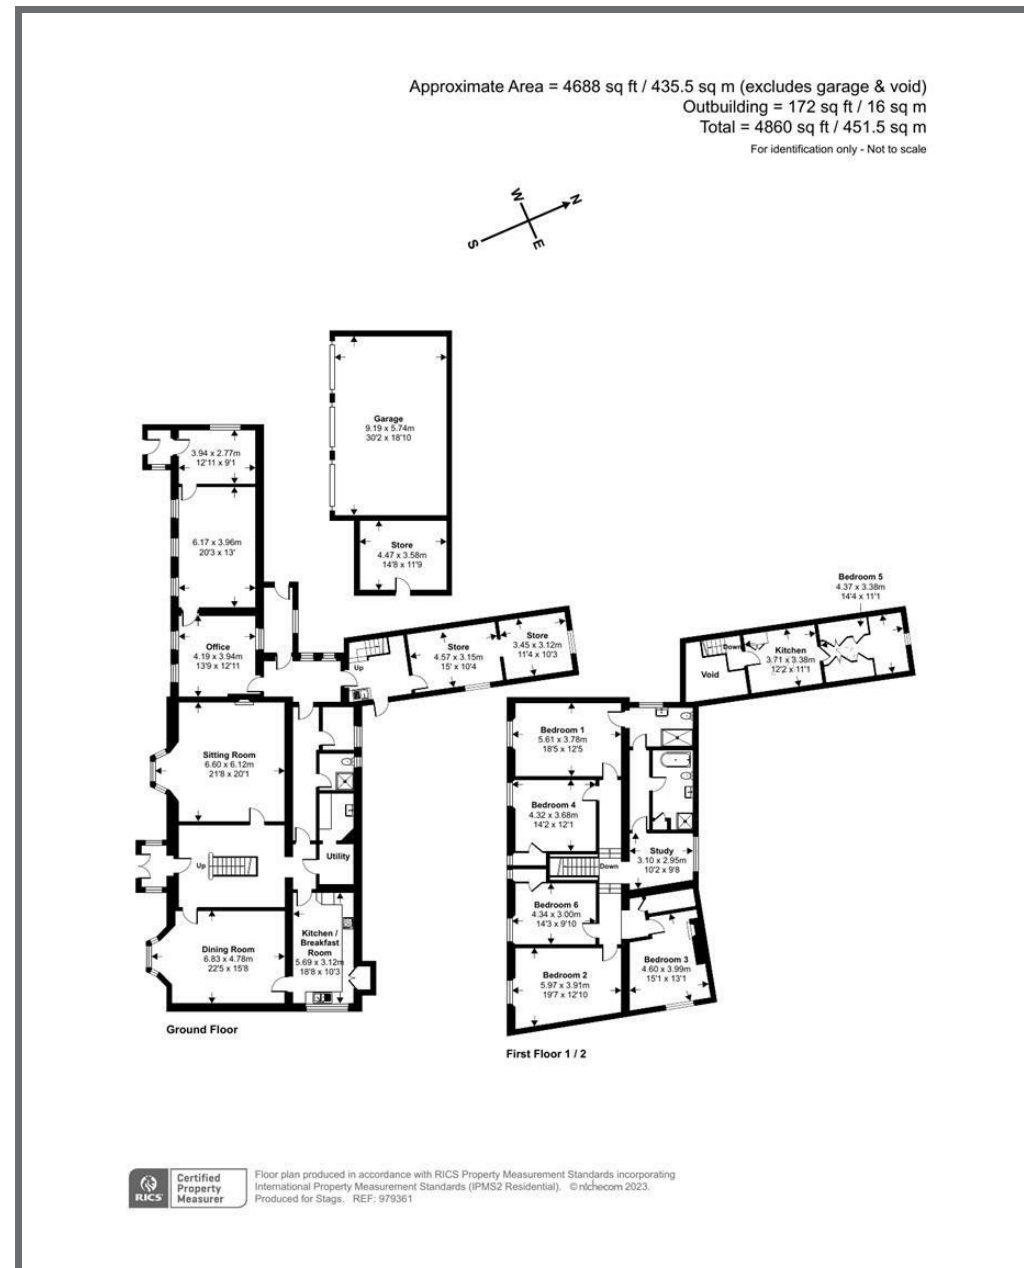 Approximate Area = 4688 sq ft / 435.5 sq m (excludes garage & void)
Outbuilding = 172 sq ft / 16 sq m
Total = 4860 sq ft / 451.5 sq m
For identification only - Not to scale
W
N
S
E
Garage
9.19 x 5.74m
30'2 x 18'10
3.94 x 2.77m
12'11 x 9'1
6.17 x 3.96m
20'3 x 13'
Store
4.47 x 3.58m
14'8 x 11'9
Office
4.19 x 3.94m
13'9 x 12'11
Up
Store
4.57 x 3.15m
15' x 10'4
Store
3.45 x 3.12m
11'4 x 10'3
Sitting Room
6.60 x 6.12m
21'8 x 20'1
Up
Utility
Dining Room
6.83 x 4.78m
22'5 x 15'8
Kitchen /
Breakfast
Room
5.69 x 3.12m
18'8 x 10'3
Ground Floor
Bedroom 5
4.37 x 3.38m
14'4 x 11'1
Down
Kitchen
3.71 x 3.38m
12'2 x 11'1
Void
Bedroom 1
5.61 x 3.78m
18'5 x 12'5
Bedroom 4
4.32 x 3.68m
14'2 x 12'1
Down
Study
3.10 x 2.95m
10'2 x 9'8
Bedroom 6
4.34 x 3.00m
14'3 x 9'10
Bedroom 2
5.97 x 3.91m
19'7 x 12'10
Bedroom 3
4.60 x 3.99m
15'1 x 13'1
First Floor 1 / 2
RICS
Certified
Property
Measurer
Floor plan produced in accordance with RICS Property Measurement Standards incorporating
International Property Measurement Standards (IPMS2 Residential). © nichecom 2023.
Produced for Stags. REF: 979361